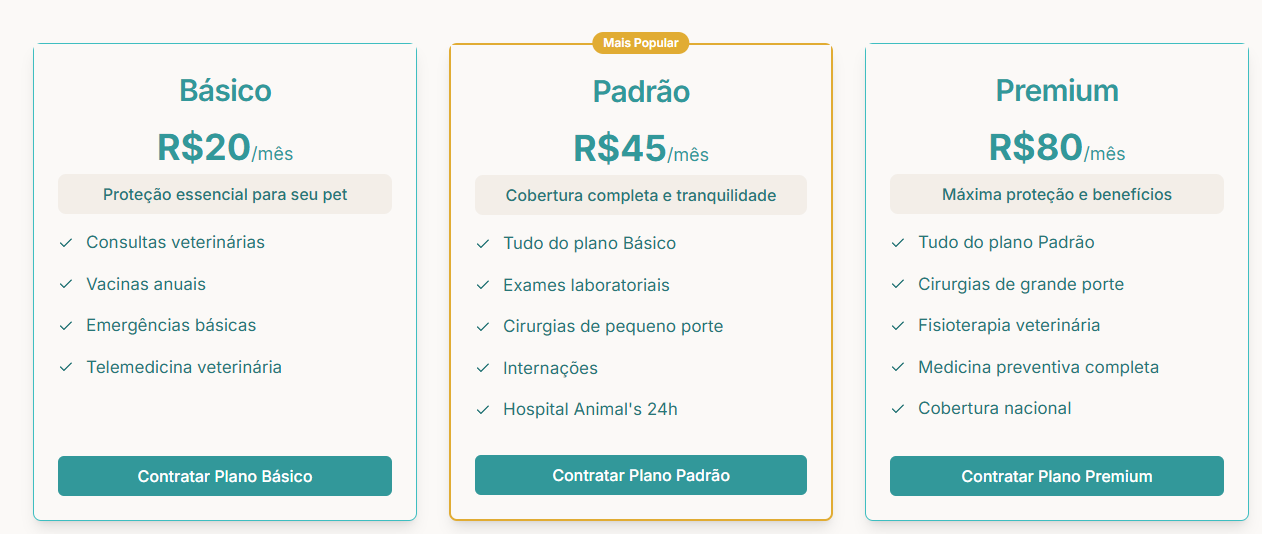 Básico
R$20/mês
Proteção essencial para seu pet
Consultas veterinárias
Vacinas anuais
Emergências básicas
Telemedicina veterinária
Contratar Plano Básico
Mais Popular
Padrão
R$45/mês
Cobertura completa e tranquilidade
Tudo do plano Básico
Exames laboratoriais
Cirurgias de pequeno porte
Internações
Hospital Animal's 24h
Contratar Plano Padrão
Premium
R$80/mês
Máxima proteção e benefícios
Tudo do plano Padrão
Cirurgias de grande porte
Fisioterapia veterinária
Medicina preventiva completa
Cobertura nacional
Contratar Plano Premium